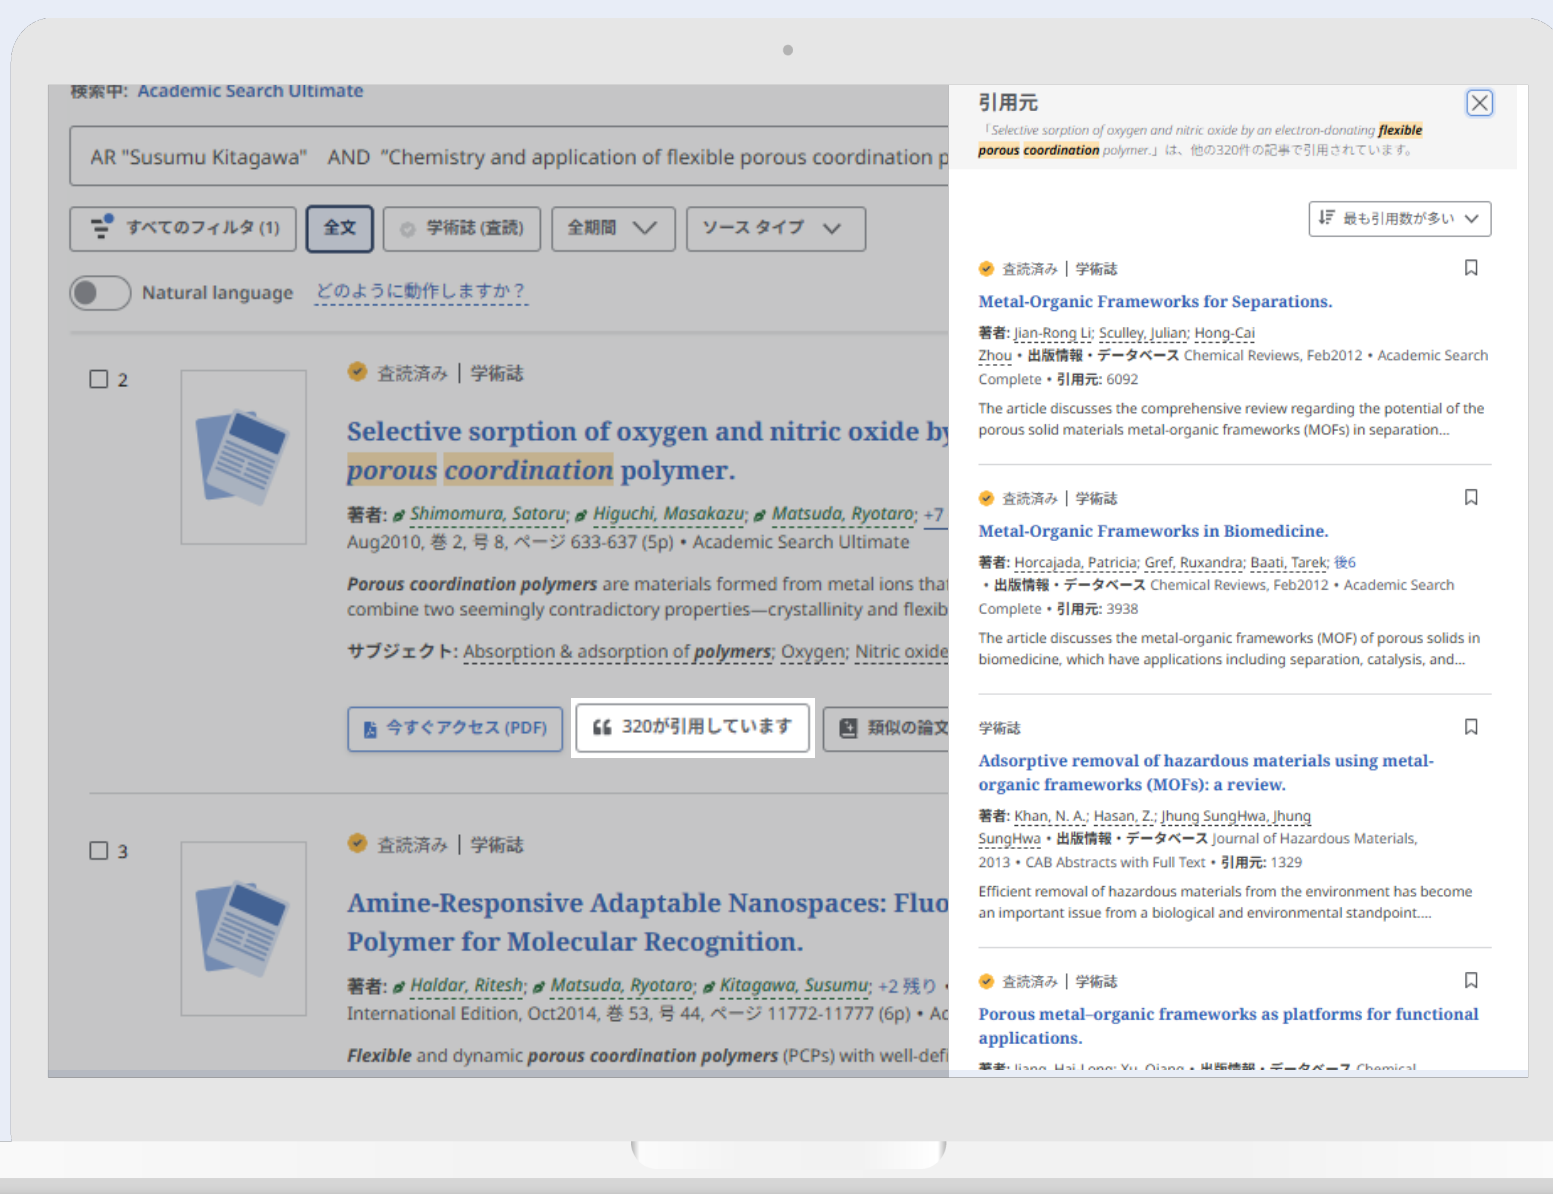 検索中: Academic Search Ultimate
AR "Susumu Kitagawa" AND "Chemistry and application of flexible porous coordination p
すべてのフィルタ (1)
全文
学術誌 (査読)
全期間
ソース タイプ
Natural language
どのように動作しますか？
2
査読済み | 学術誌
Selective sorption of oxygen and nitric oxide by
porous coordination polymer.
著者: Shimomura, Satoru; Higuchi, Masakazu; Matsuda, Ryotaro; +7
Aug2010, 巻 2, 号 8, ページ 633-637 (5p) • Academic Search Ultimate
Porous coordination polymers are materials formed from metal ions that
combine two seemingly contradictory properties—crystallinity and flexib
サブジェクト: Absorption & adsorption of polymers; Oxygen; Nitric oxide
今すぐアクセス (PDF)
320が引用しています
類似の論文
3
査読済み | 学術誌
Amine-Responsive Adaptable Nanospaces: Fluo
Polymer for Molecular Recognition.
著者: Haldar, Ritesh; Matsuda, Ryotaro; Kitagawa, Susumu; +2 残り •
International Edition, Oct2014, 巻 53, 号 44, ページ 11772-11777 (6p) • Ac
Flexible and dynamic porous coordination polymers (PCPs) with well-defi
引用元
「Selective sorption of oxygen and nitric oxide by an electron-donating flexible
porous coordination polymer.」は、他の320件の記事で引用されています。
最も引用数が多い
査読済み | 学術誌
Metal-Organic Frameworks for Separations.
著者: Jian-Rong Li; Sculley, Julian; Hong-Cai
Zhou • 出版情報・データベース Chemical Reviews, Feb2012 • Academic Search
Complete • 引用元: 6092
The article discusses the comprehensive review regarding the potential of the
porous solid materials metal-organic frameworks (MOFs) in separation...
査読済み | 学術誌
Metal-Organic Frameworks in Biomedicine.
著者: Horcajada, Patricia; Gref, Ruxandra; Baati, Tarek; 後6
• 出版情報・データベース Chemical Reviews, Feb2012 • Academic Search
Complete • 引用元: 3938
The article discusses the metal-organic frameworks (MOF) of porous solids in
biomedicine, which have applications including separation, catalysis, and...
学術誌
Adsorptive removal of hazardous materials using metal-
organic frameworks (MOFs): a review.
著者: Khan, N. A.; Hasan, Z.; Jhung SungHwa, Jhung
SungHwa • 出版情報・データベース Journal of Hazardous Materials,
2013 • CAB Abstracts with Full Text • 引用元: 1329
Efficient removal of hazardous materials from the environment has become
an important issue from a biological and environmental standpoint....
査読済み | 学術誌
Porous metal–organic frameworks as platforms for functional
applications.
著者: Jiang, Hai-Long; Xu, Qiang • 出版情報・データベース Chemical